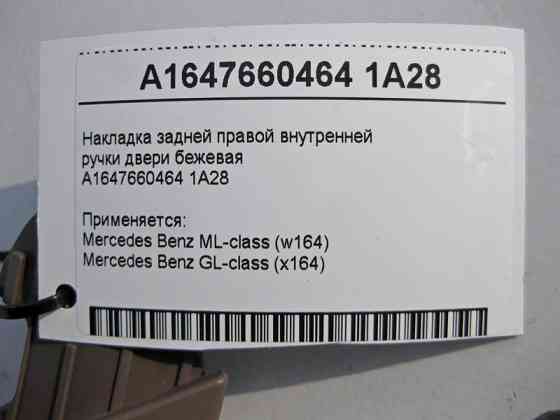 A1647660464 1A28
Накладка задней правой внутренней
ручки двери бежевая
A1647660464 1A28
Применяется:
Mercedes Benz ML-class (w164)
Mercedes Benz GL-class (x164)